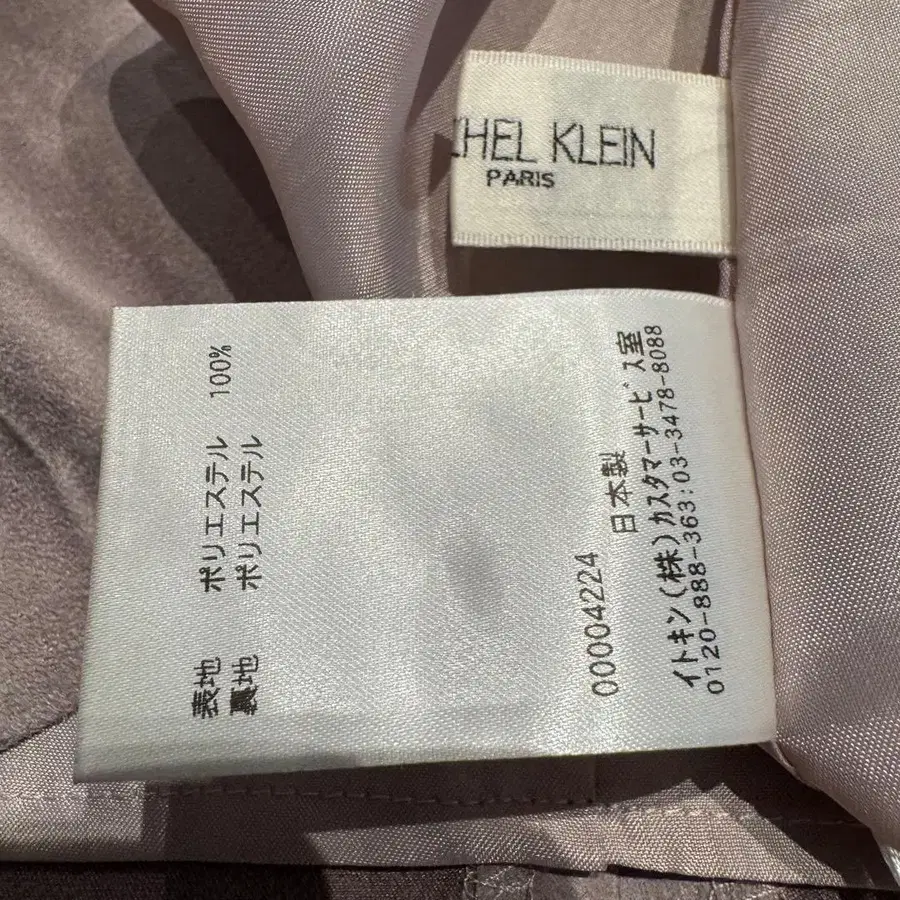 CHEL KLEIN
PARIS
表地 ポリエステル 100%
裏地 ポリエステル
00004224
日本製
イトキン(株)カスタマーサービス室
0120-888-363:03-3478-8088